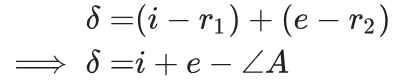 δ =(i − r₁) + (e − r₂)
⟹ δ =i + e − ∠A